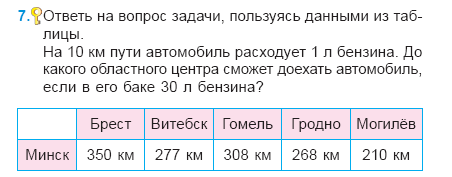 7. Ответь на вопрос задачи, пользуясь данными из таб-
лицы.
На 10 км пути автомобиль расходует 1 л бензина. До
какого областного центра сможет доехать автомобиль,
если в его баке 30 л бензина?
Брест Витебск Гомель Гродно Могилёв
Минск 350 км 277 км 308 км 268 км 210 км